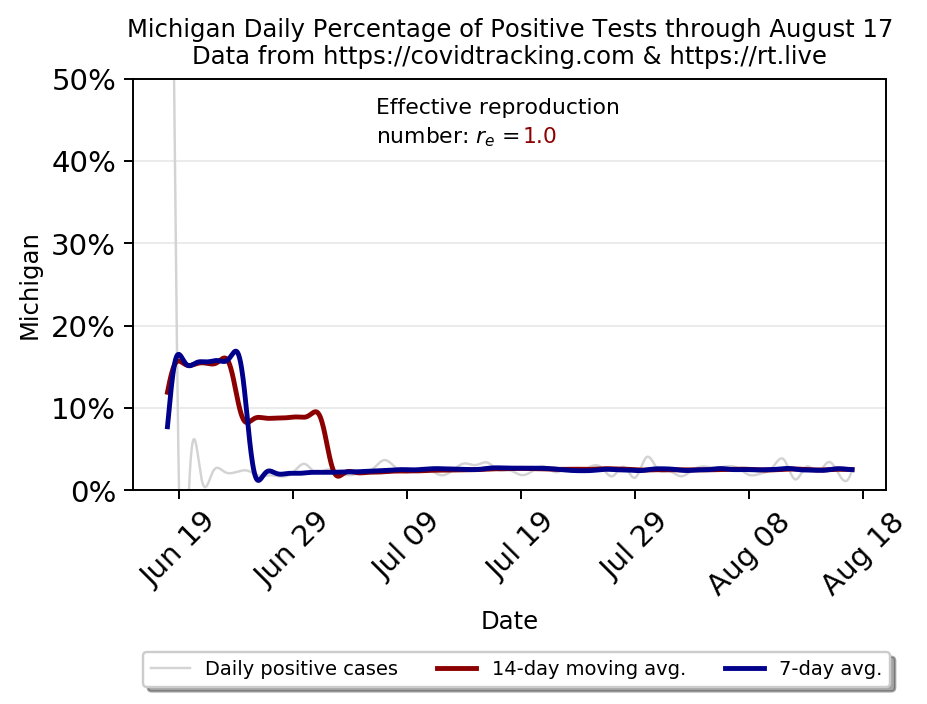 Michigan Daily Percentage of Positive Tests through August 17
Data from https://covidtracking.com & https://rt.live
Effective reproduction
number: rₑ =1.0
50%
40%
30%
20%
10%
0%
Michigan
Jun 19
Jun 29
Jul 09
Jul 19
Jul 29
Aug 08
Aug 18
Date
Daily positive cases
14-day moving avg.
7-day avg.